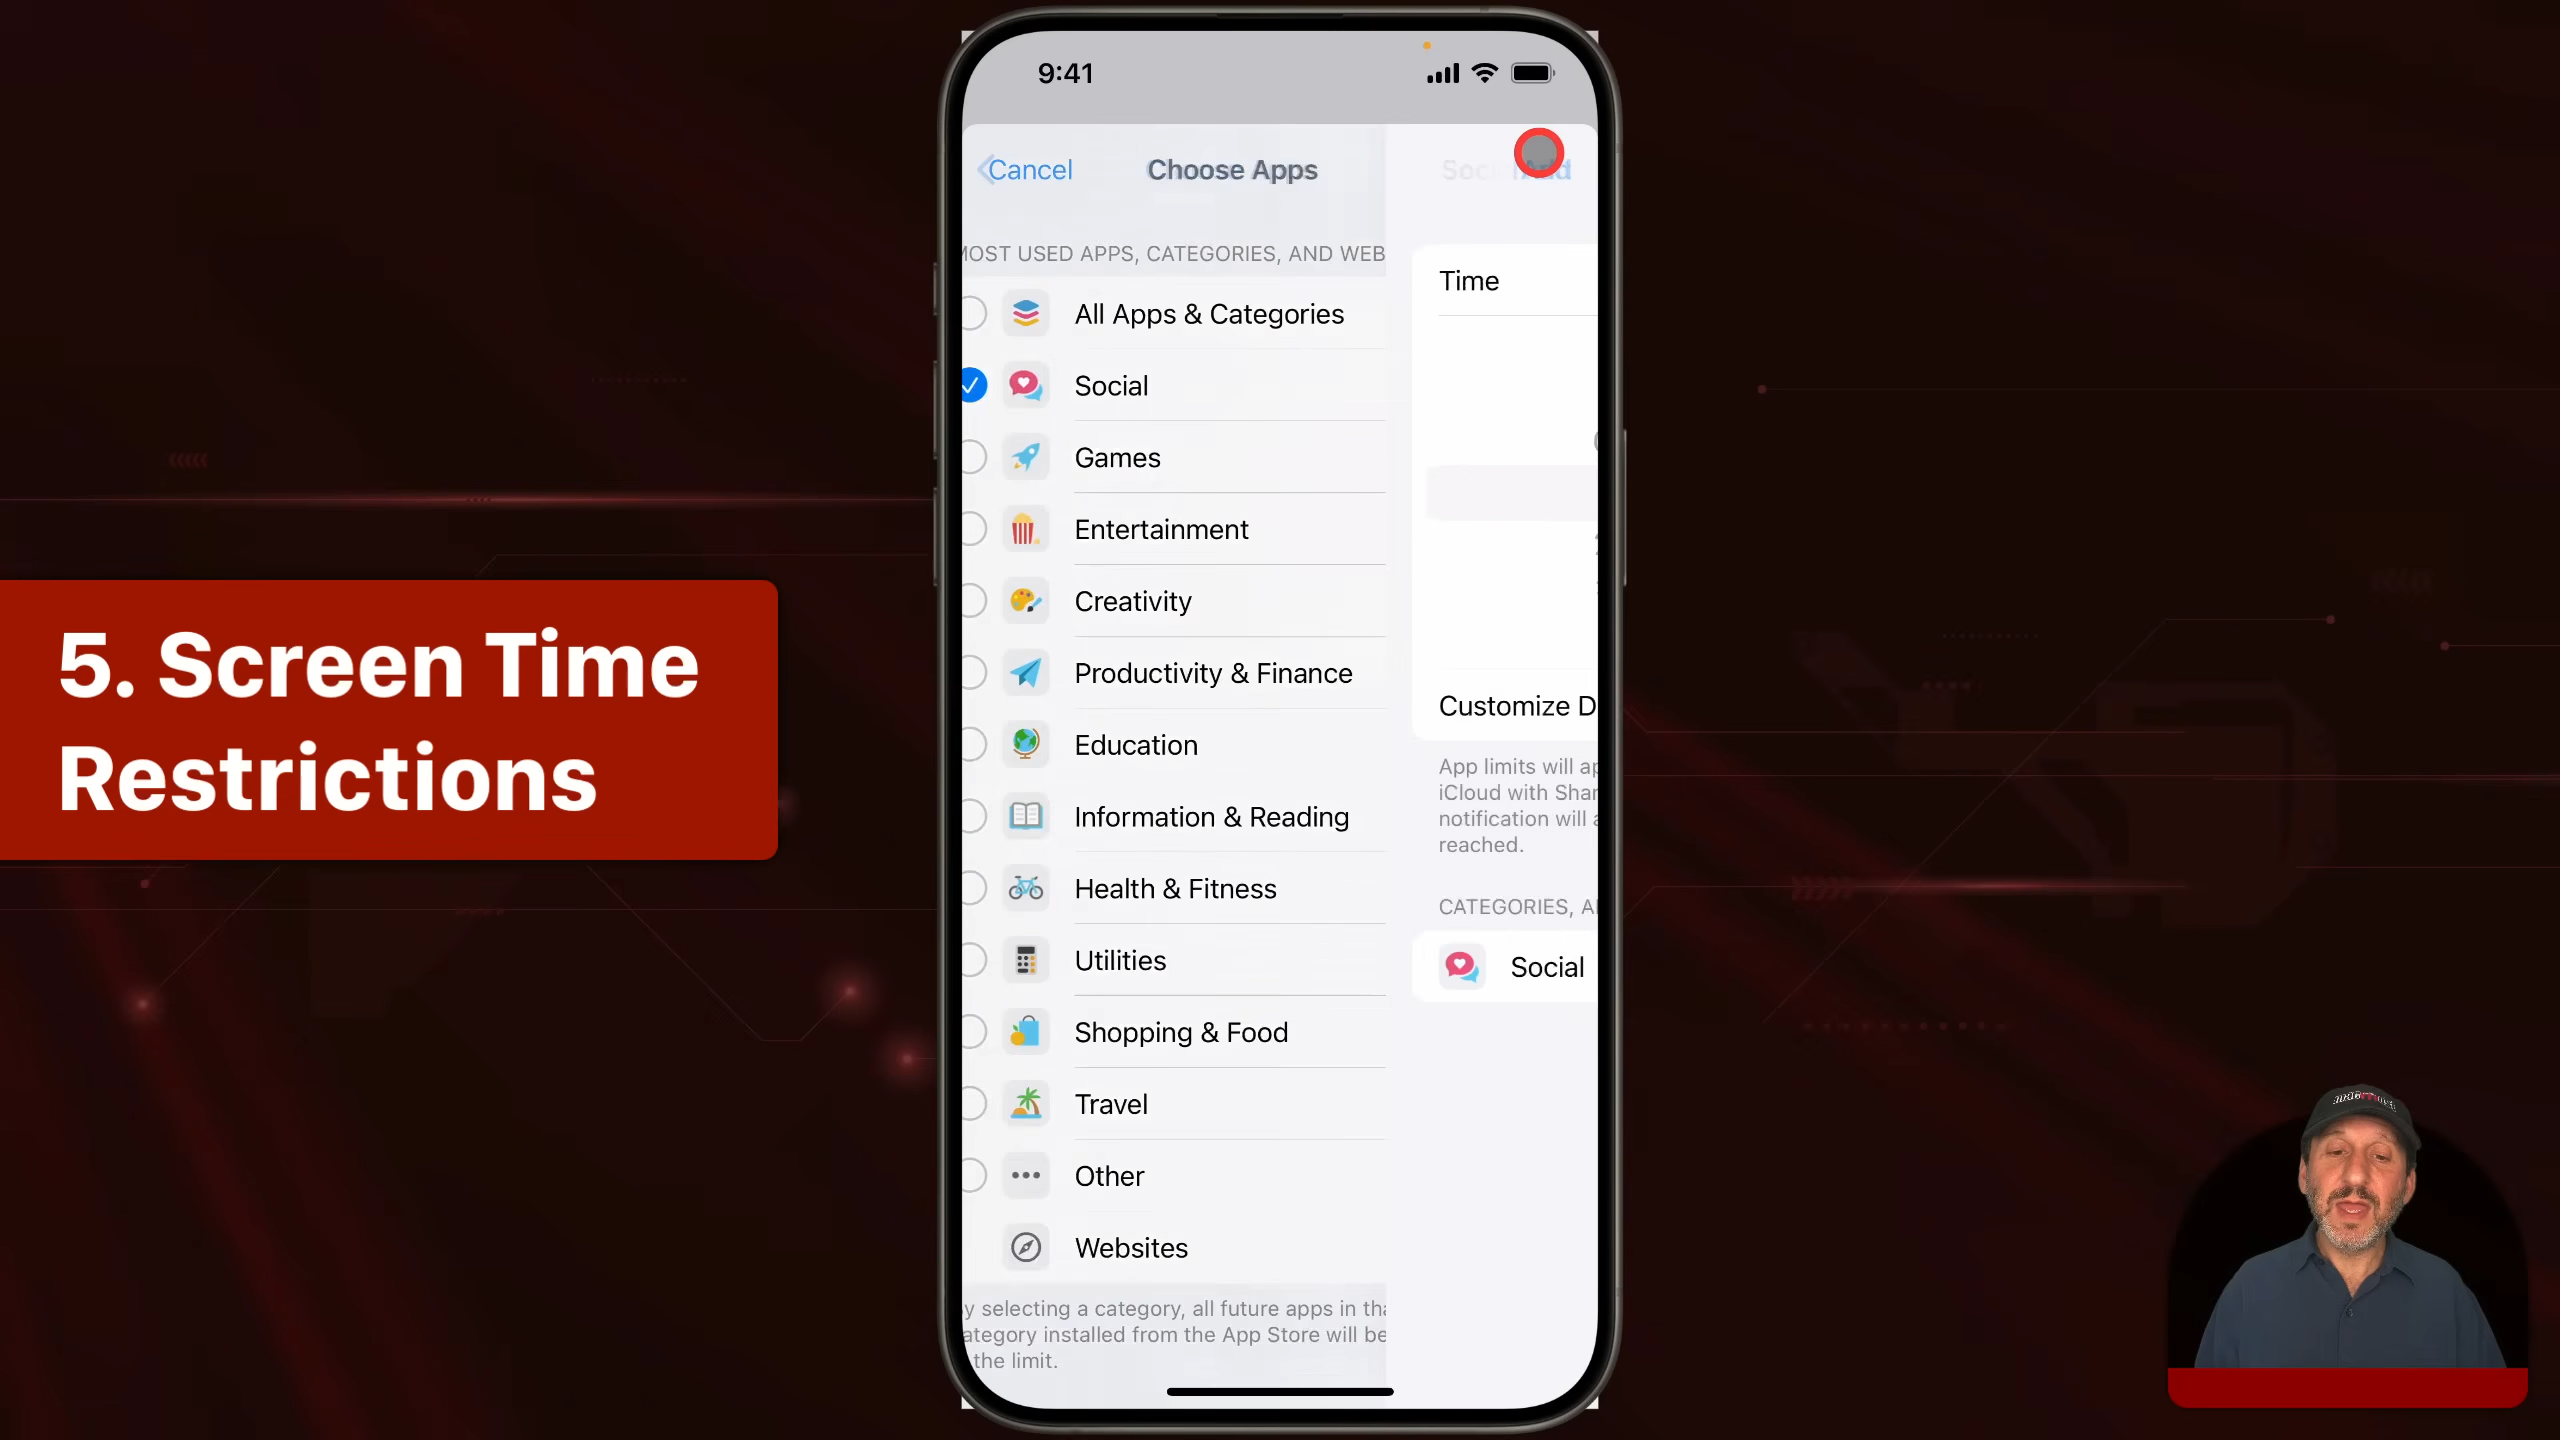 9:41
Cancel
Choose Apps
Add
MOST USED APPS, CATEGORIES, AND WEB
All Apps & Categories
Social
Games
Entertainment
Creativity
Productivity & Finance
Education
Information & Reading
Health & Fitness
Utilities
Shopping & Food
Travel
Other
Websites
y selecting a category, all future apps in tha
ategory installed from the App Store will be
the limit.
Time
Customize D
App limits will ap
iCloud with Shar
notification will a
reached.
CATEGORIES, A
Social
5. Screen Time
Restrictions